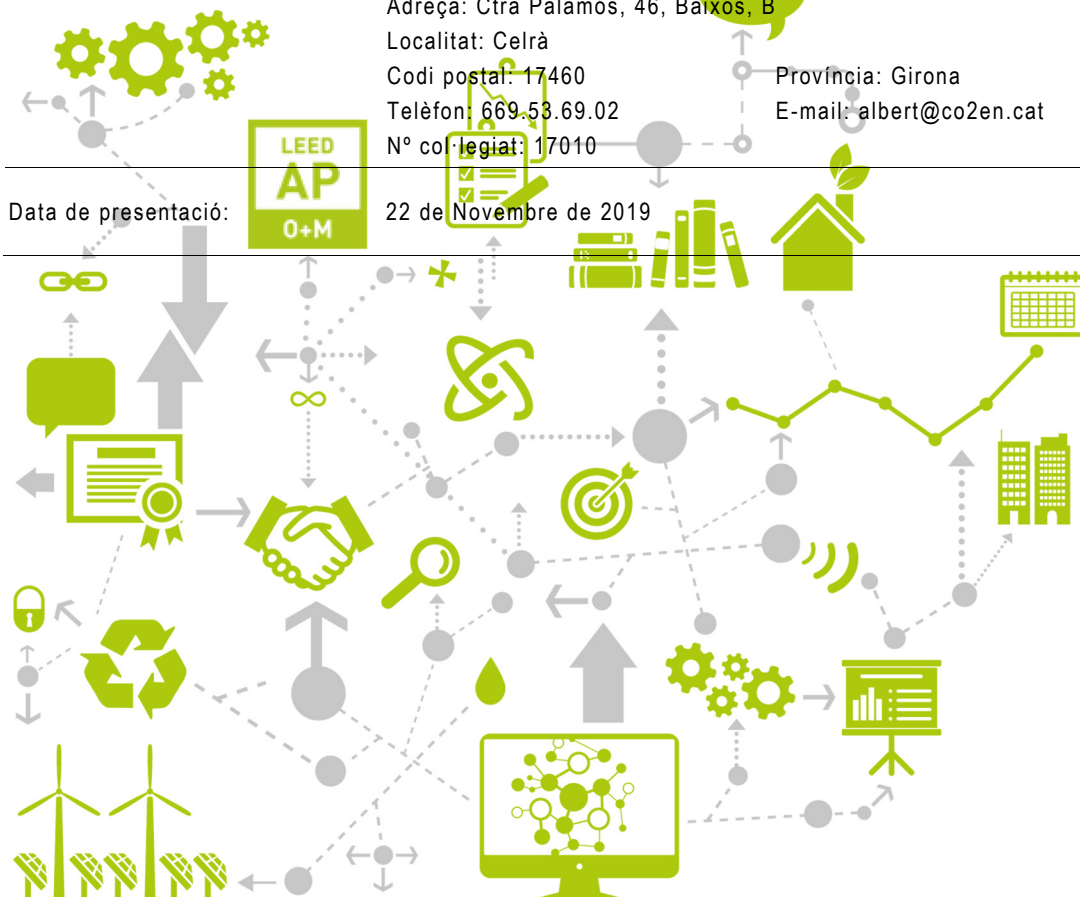 Adreça: Ctra Palamós, 46, Baixos, B
Localitat: Celrà
Codi postal: 17460 Província: Girona
Telèfon: 669.53.69.02 E-mail: albert@co2en.cat
Nº col·legiat: 17010
LEED
AP
O+M
Data de presentació: 22 de Novembre de 2019